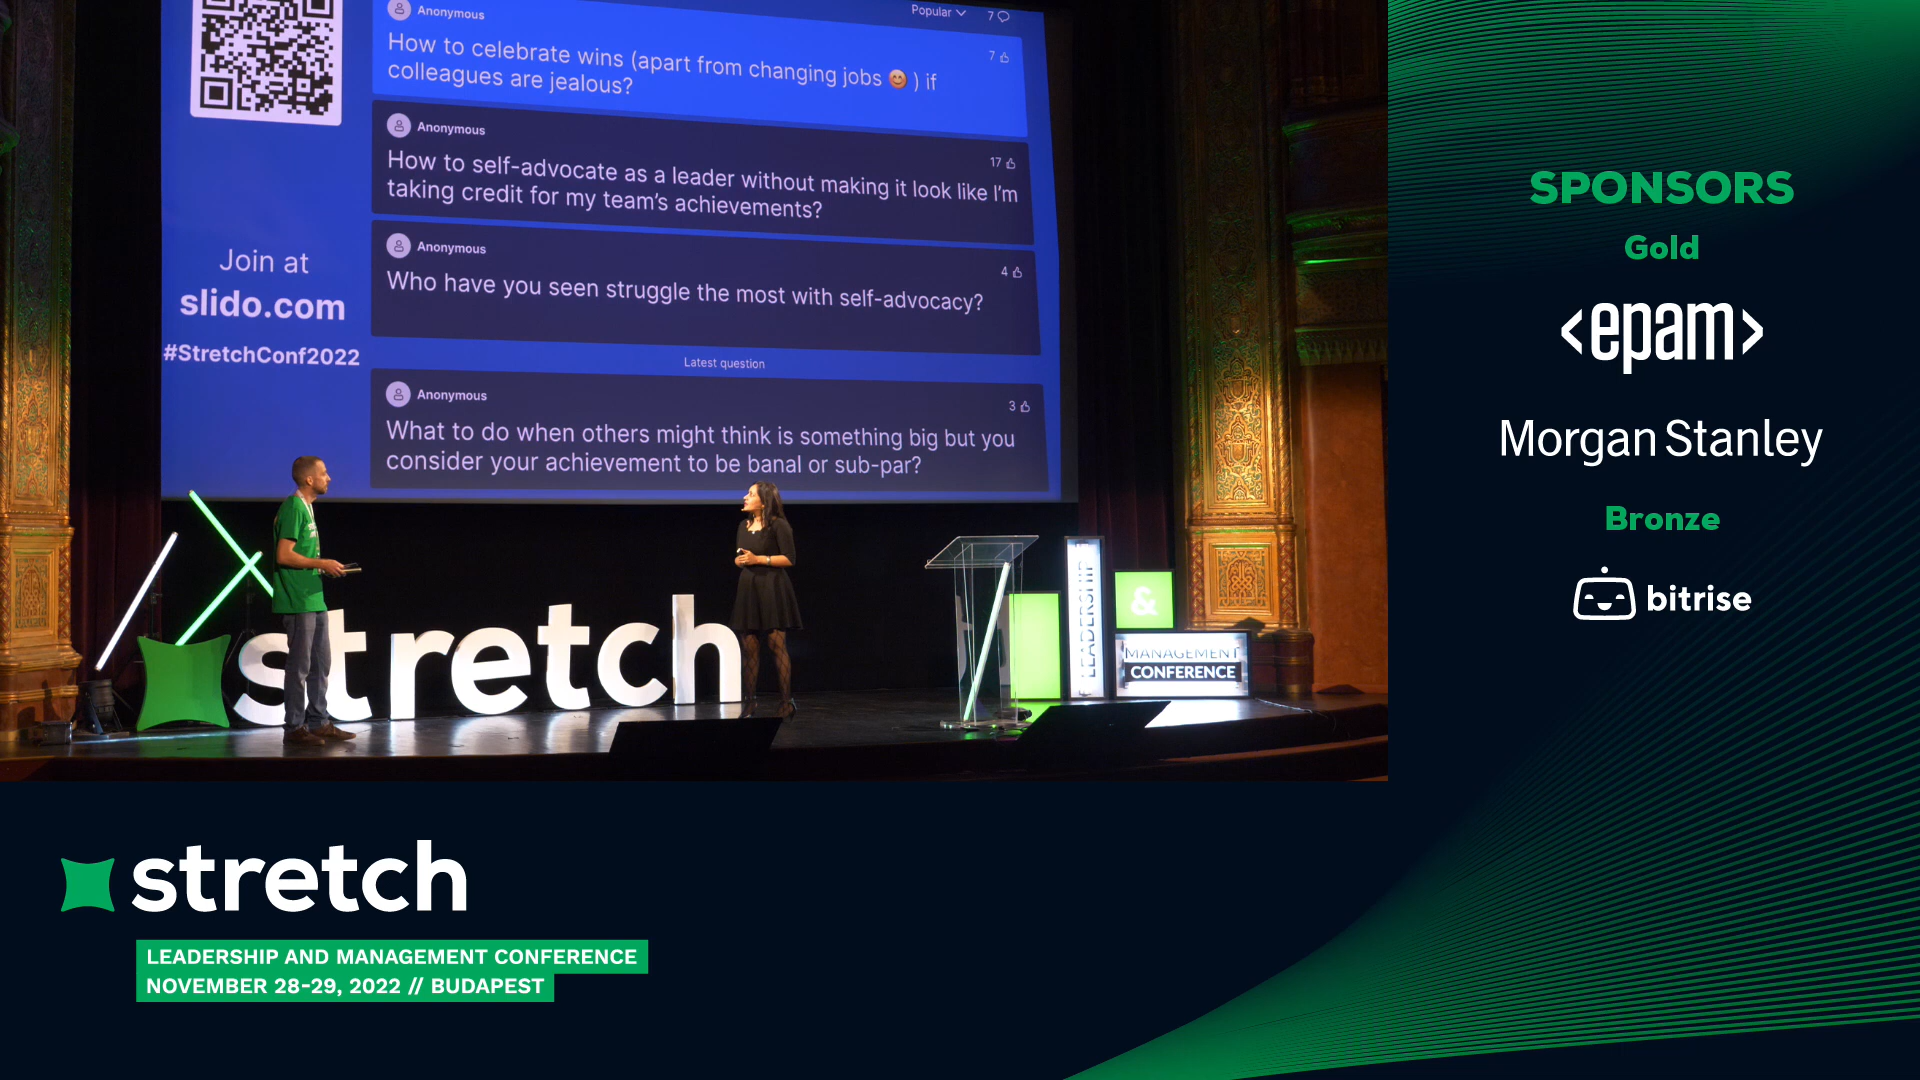 Anonymous
Popular
7
How to celebrate wins (apart from changing jobs 😊 ) if
colleagues are jealous?
7
Anonymous
17
How to self-advocate as a leader without making it look like I'm
taking credit for my team's achievements?
Anonymous
4
Who have you seen struggle the most with self-advocacy?
Latest question
Anonymous
3
What to do when others might think is something big but you
consider your achievement to be banal or sub-par?
Join at
slido.com
#StretchConf2022
stretch
LEADERSHIP
&
MANAGEMENT
CONFERENCE
SPONSORS
Gold
<epam>
Morgan Stanley
Bronze
bitrise
stretch
LEADERSHIP AND MANAGEMENT CONFERENCE
NOVEMBER 28-29, 2022 // BUDAPEST